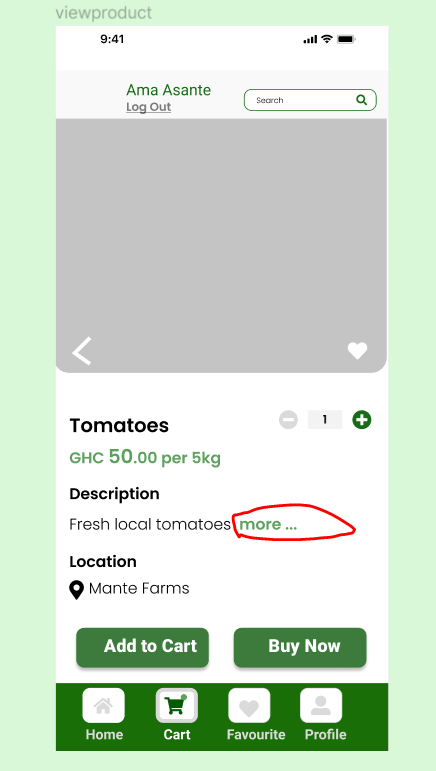 viewproduct
9:41
Ama Asante
Log Out
Search
Tomatoes
1
GHC 50.00 per 5kg
Description
Fresh local tomatoes more ...
Location
Mante Farms
Add to Cart
Buy Now
Home
Cart
Favourite
Profile